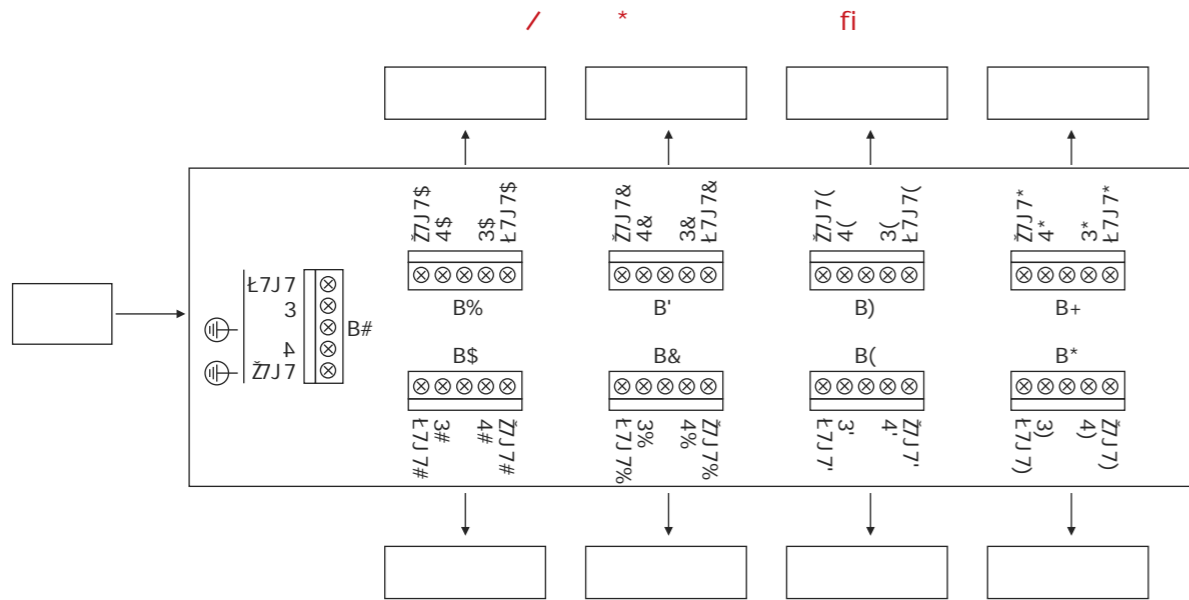 / * fi
Ž7J7$ 4$ 3$ Ł7J7$
Ž7J7& 4& 3& Ł7J7&
Ž7J7( 4( 3( Ł7J7(
Ž7J7* 4* 3* Ł7J7*
Ł7J7
3
4
Ž7J7
B#
B% B' B) B+
B$ B& B( B*
Ł7J7# 3# 4# Ž7J7#
Ł7J7% 3% 4% Ž7J7%
Ł7J7' 3' 4' Ž7J7'
Ł7J7) 3) 4) Ž7J7)